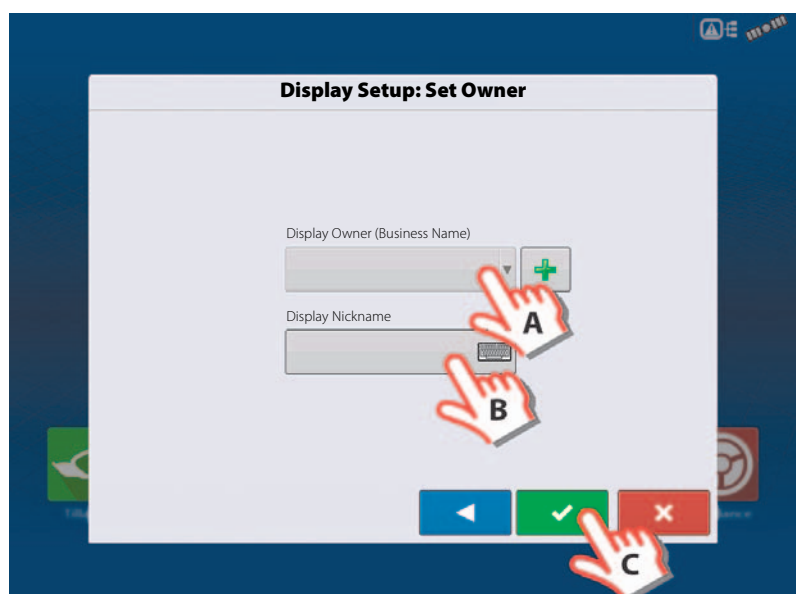 Display Setup: Set Owner
Display Owner (Business Name)
A
Display Nickname
B
C